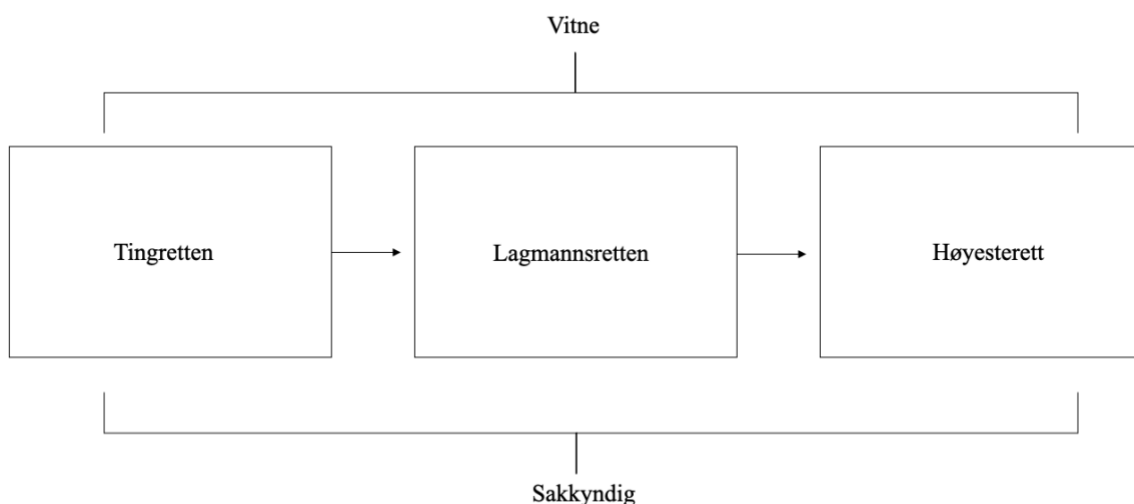 Vitne
Tingretten
Lagmannsretten
Høyesterett
Sakkyndig